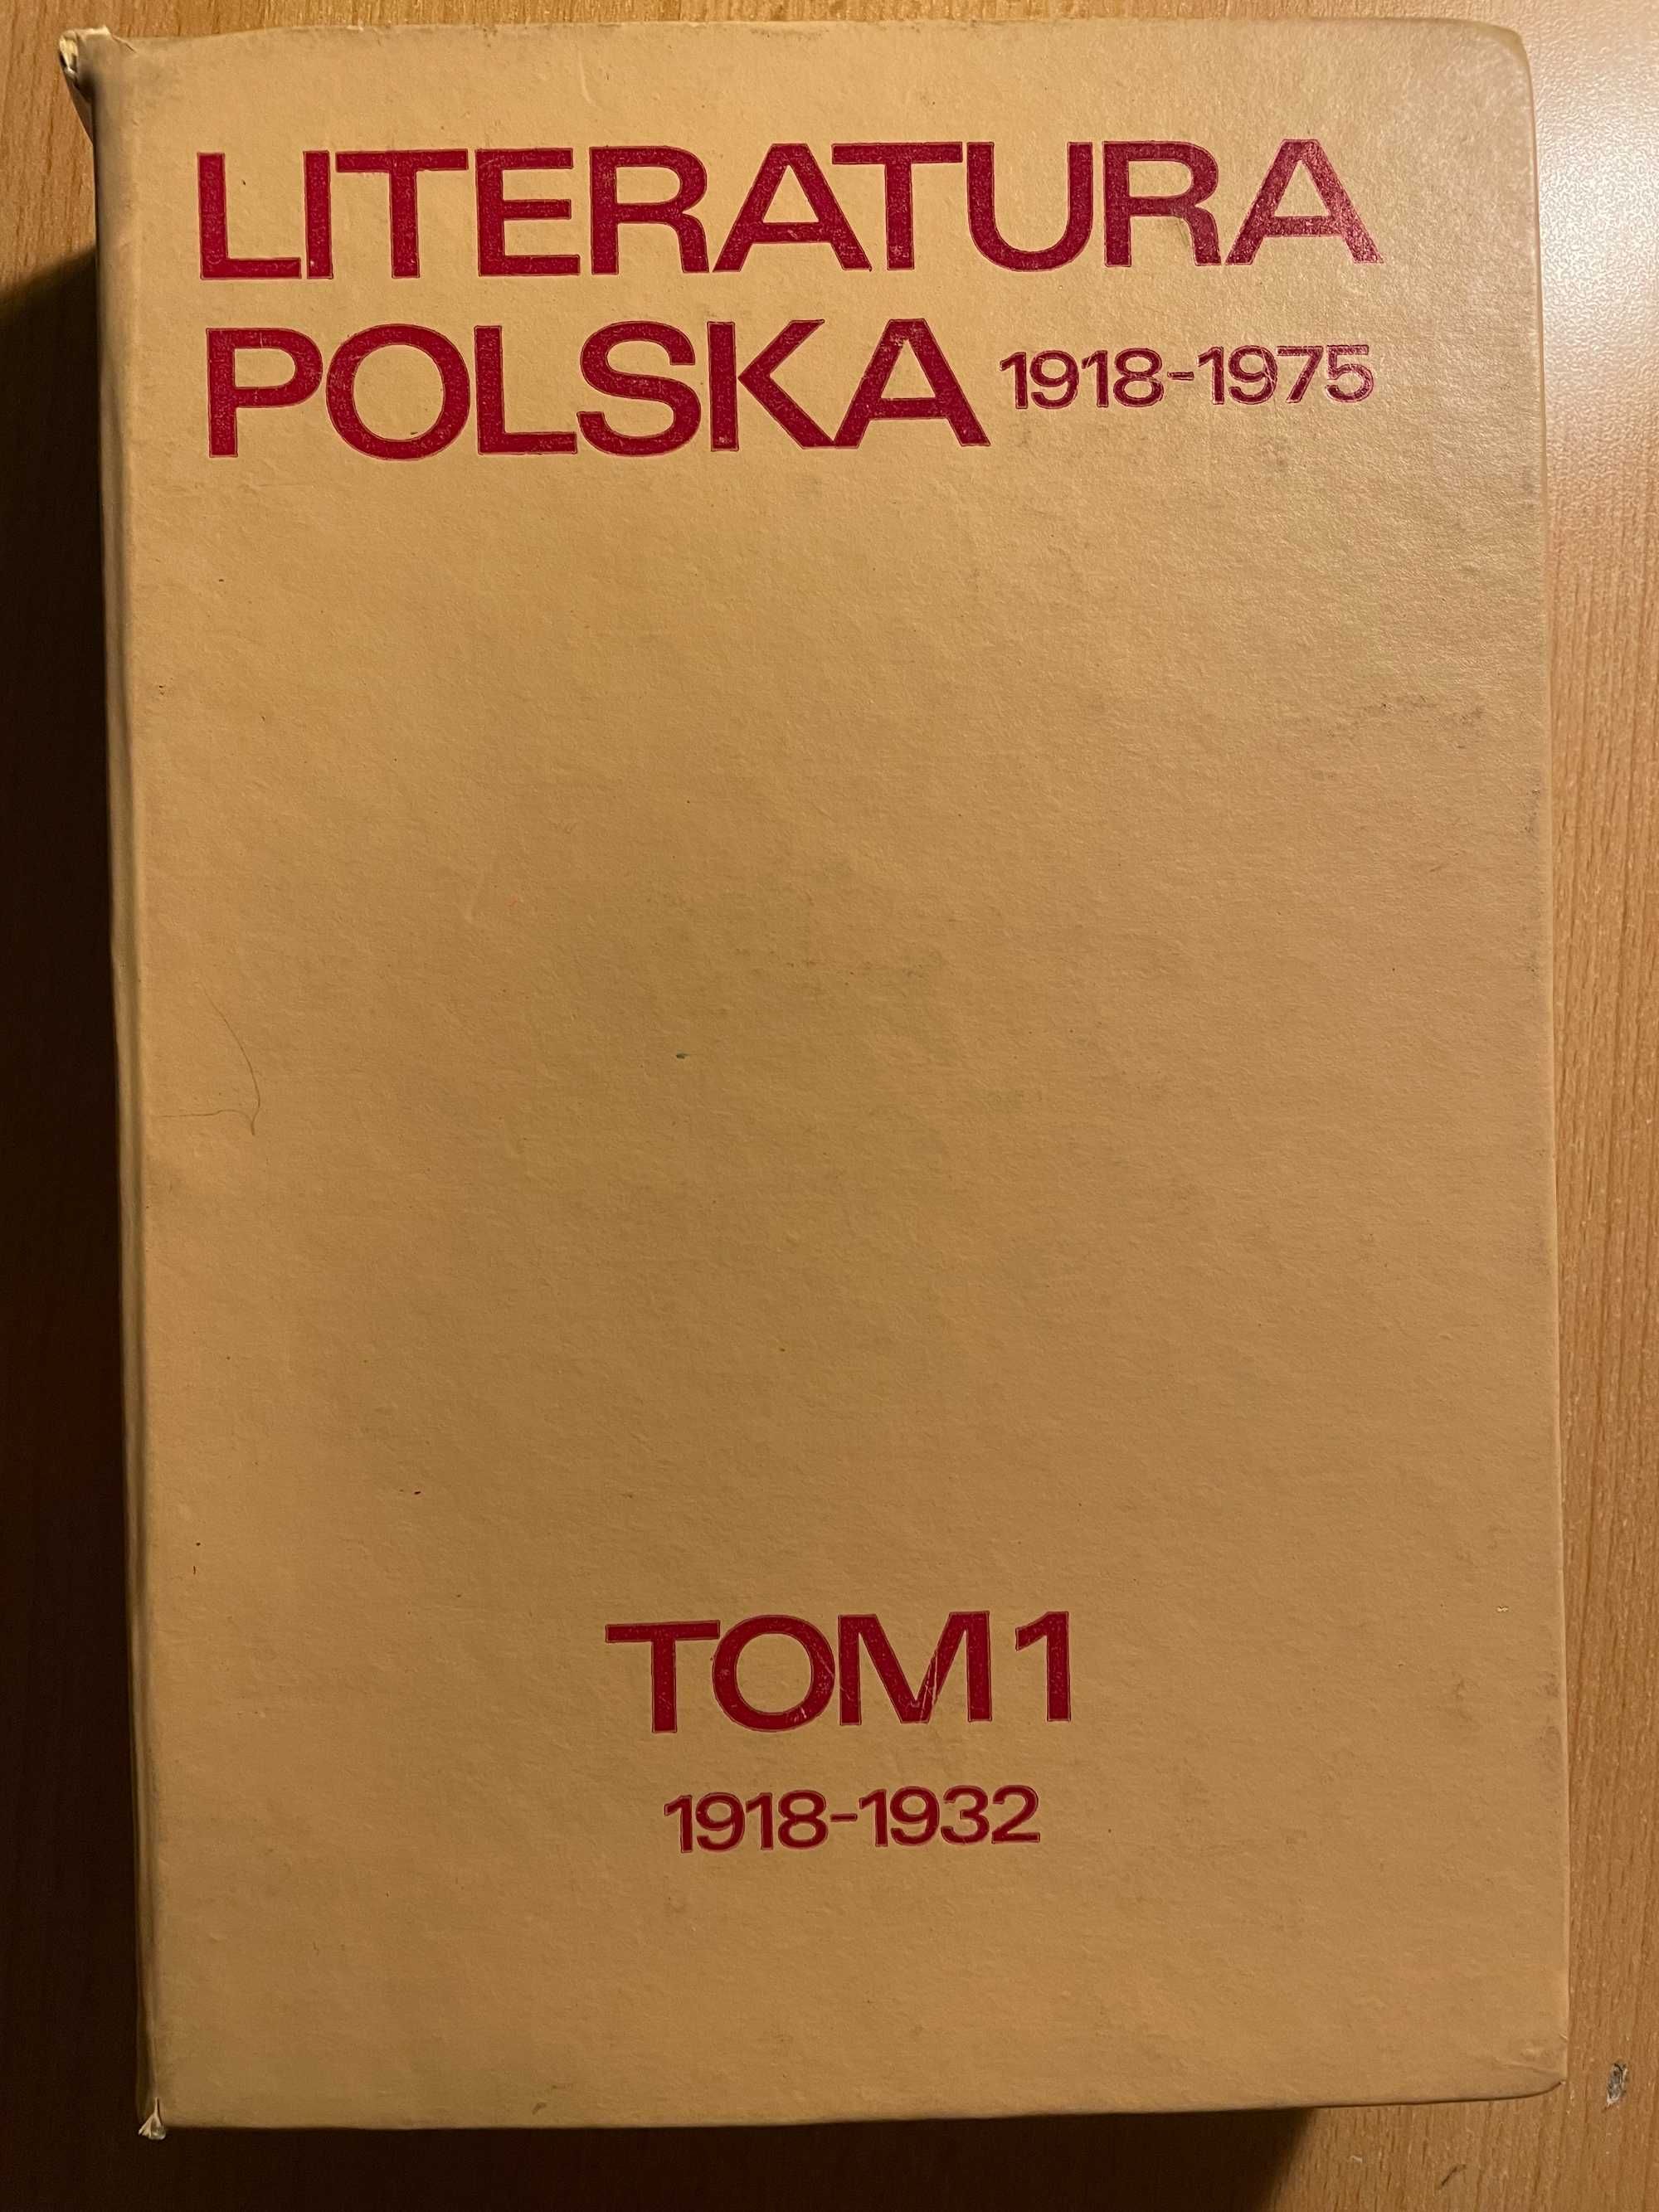 LITERATURA
POLSKA 1918-1975
TOM 1
1918-1932